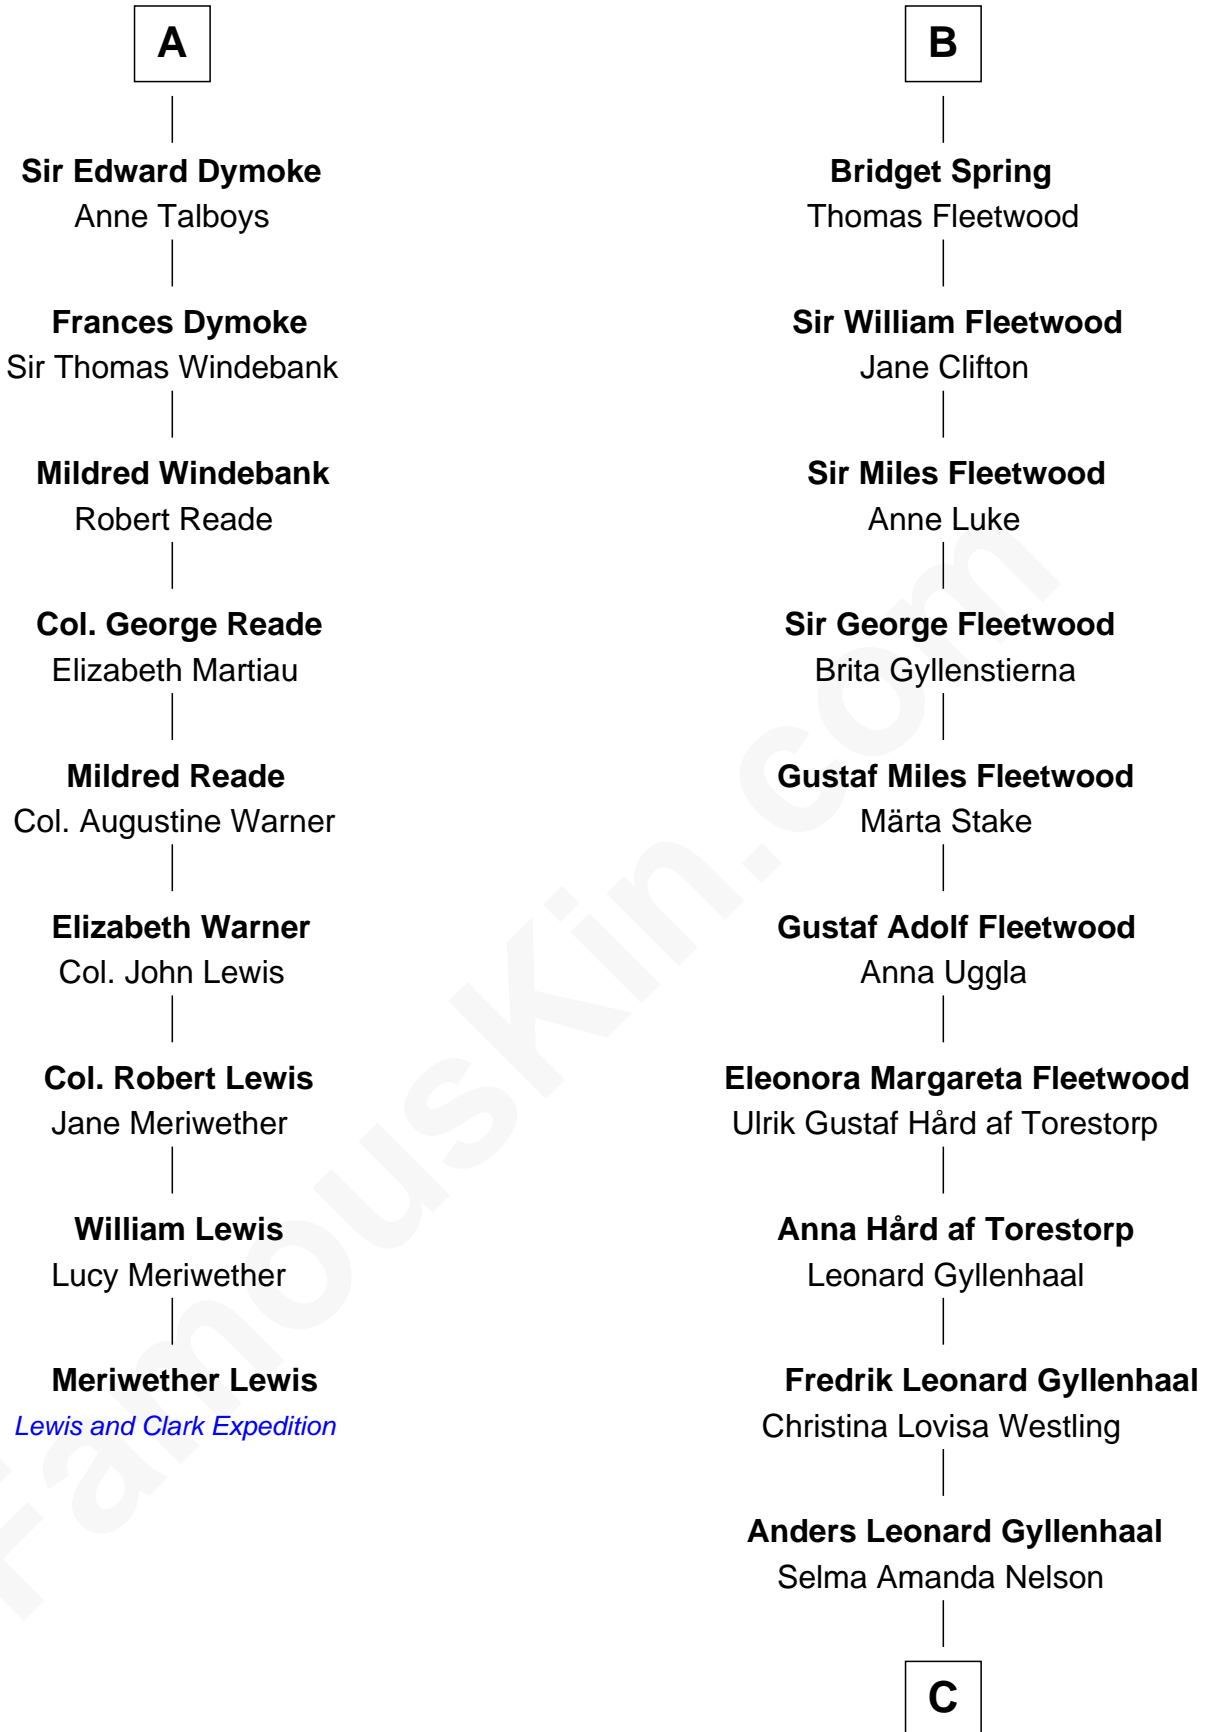 A
Sir Edward Dymoke
Anne Talboys
Frances Dymoke
Sir Thomas Windebank
Mildred Windebank
Robert Reade
Col. George Reade
Elizabeth Martiau
Mildred Reade
Col. Augustine Warner
Elizabeth Warner
Col. John Lewis
Col. Robert Lewis
Jane Meriwether
William Lewis
Lucy Meriwether
Meriwether Lewis
Lewis and Clark Expedition
B
Bridget Spring
Thomas Fleetwood
Sir William Fleetwood
Jane Clifton
Sir Miles Fleetwood
Anne Luke
Sir George Fleetwood
Brita Gyllenstierna
Gustaf Miles Fleetwood
Märta Stake
Gustaf Adolf Fleetwood
Anna Uggla
Eleonora Margareta Fleetwood
Ulrik Gustaf Hård af Torestorp
Anna Hård af Torestorp
Leonard Gyllenhaal
Fredrik Leonard Gyllenhaal
Christina Lovisa Westling
Anders Leonard Gyllenhaal
Selma Amanda Nelson
C
FamousKin.com